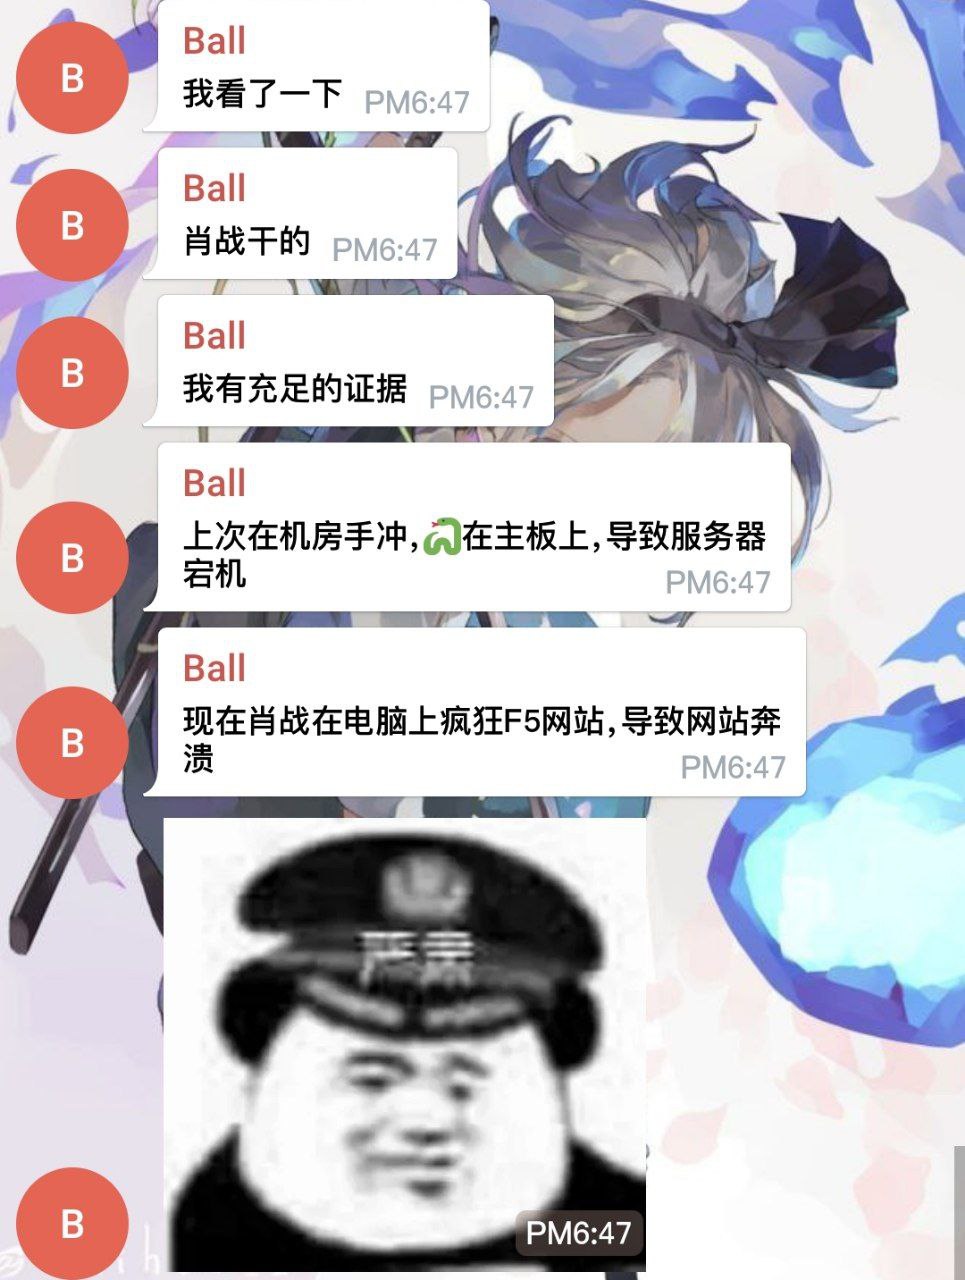 B
Ball
我看了一下 PM6:47
B
Ball
肖战干的 PM6:47
B
Ball
我有充足的证据 PM6:47
B
Ball
上次在机房手冲,🐍在主板上,导致服务器
宕机 PM6:47
B
Ball
现在肖战在电脑上疯狂F5网站,导致网站奔
溃 PM6:47
严肃
B
PM6:47